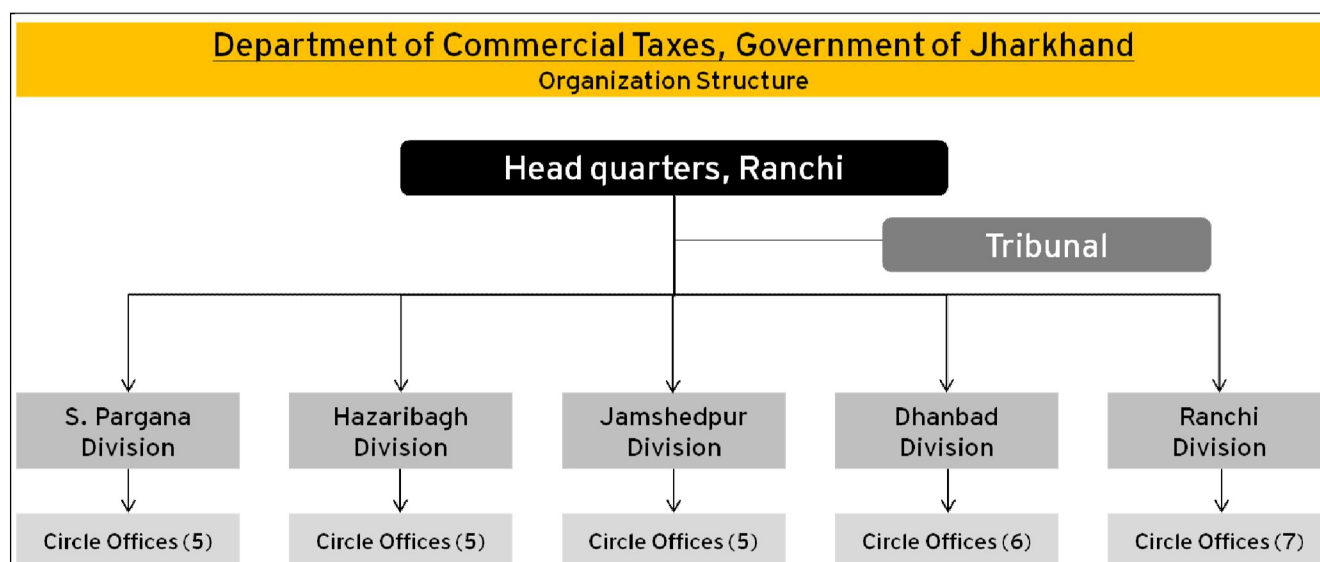 Department of Commercial Taxes, Government of Jharkhand
Organization Structure
Head quarters, Ranchi
Tribunal
S. Pargana
Division
Hazaribagh
Division
Jamshedpur
Division
Dhanbad
Division
Ranchi
Division
Circle Offices (5)
Circle Offices (5)
Circle Offices (5)
Circle Offices (6)
Circle Offices (7)